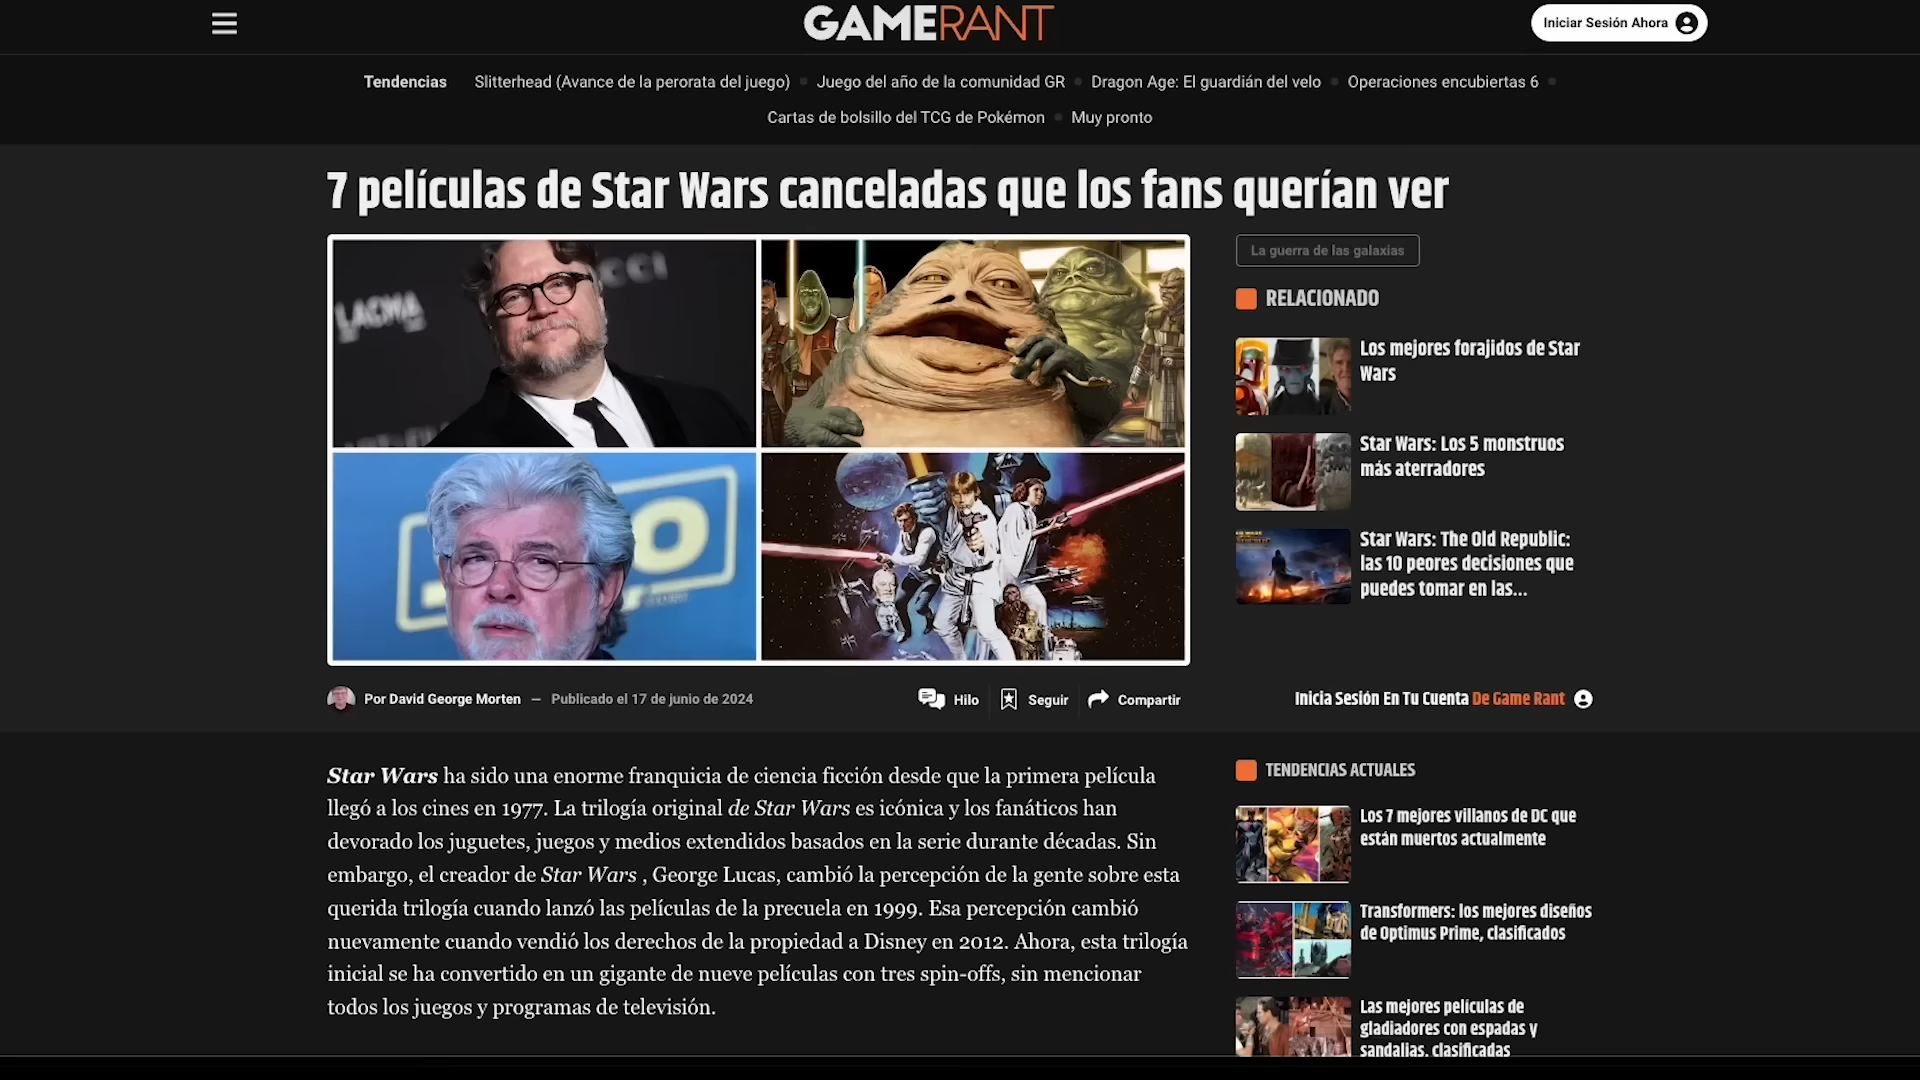 GAMERANT
Iniciar Sesión Ahora
Tendencias Slitterhead (Avance de la perorata del juego) Juego del año de la comunidad GR Dragon Age: El guardián del velo Operaciones encubiertas 6
Cartas de bolsillo del TCG de Pokémon Muy pronto
7 películas de Star Wars canceladas que los fans querían ver
LACMA
CCI
La guerra de las galaxias
RELACIONADO
Los mejores forajidos de Star
Wars
Star Wars: Los 5 monstruos
más aterradores
Star Wars: The Old Republic:
las 10 peores decisiones que
puedes tomar en las...
Por David George Morten — Publicado el 17 de junio de 2024
Hilo
Seguir
Compartir
Inicia Sesión En Tu Cuenta De Game Rant
Star Wars ha sido una enorme franquicia de ciencia ficción desde que la primera película
llegó a los cines en 1977. La trilogía original de Star Wars es icónica y los fanáticos han
devorado los juguetes, juegos y medios extendidos basados en la serie durante décadas. Sin
embargo, el creador de Star Wars , George Lucas, cambió la percepción de la gente sobre esta
querida trilogía cuando lanzó las películas de la precuela en 1999. Esa percepción cambió
nuevamente cuando vendió los derechos de la propiedad a Disney en 2012. Ahora, esta trilogía
inicial se ha convertido en un gigante de nueve películas con tres spin-offs, sin mencionar
todos los juegos y programas de televisión.
TENDENCIAS ACTUALES
Los 7 mejores villanos de DC que
están muertos actualmente
Transformers: los mejores diseños
de Optimus Prime, clasificados
Las mejores películas de
gladiadores con espadas y
sandalias, clasificadas